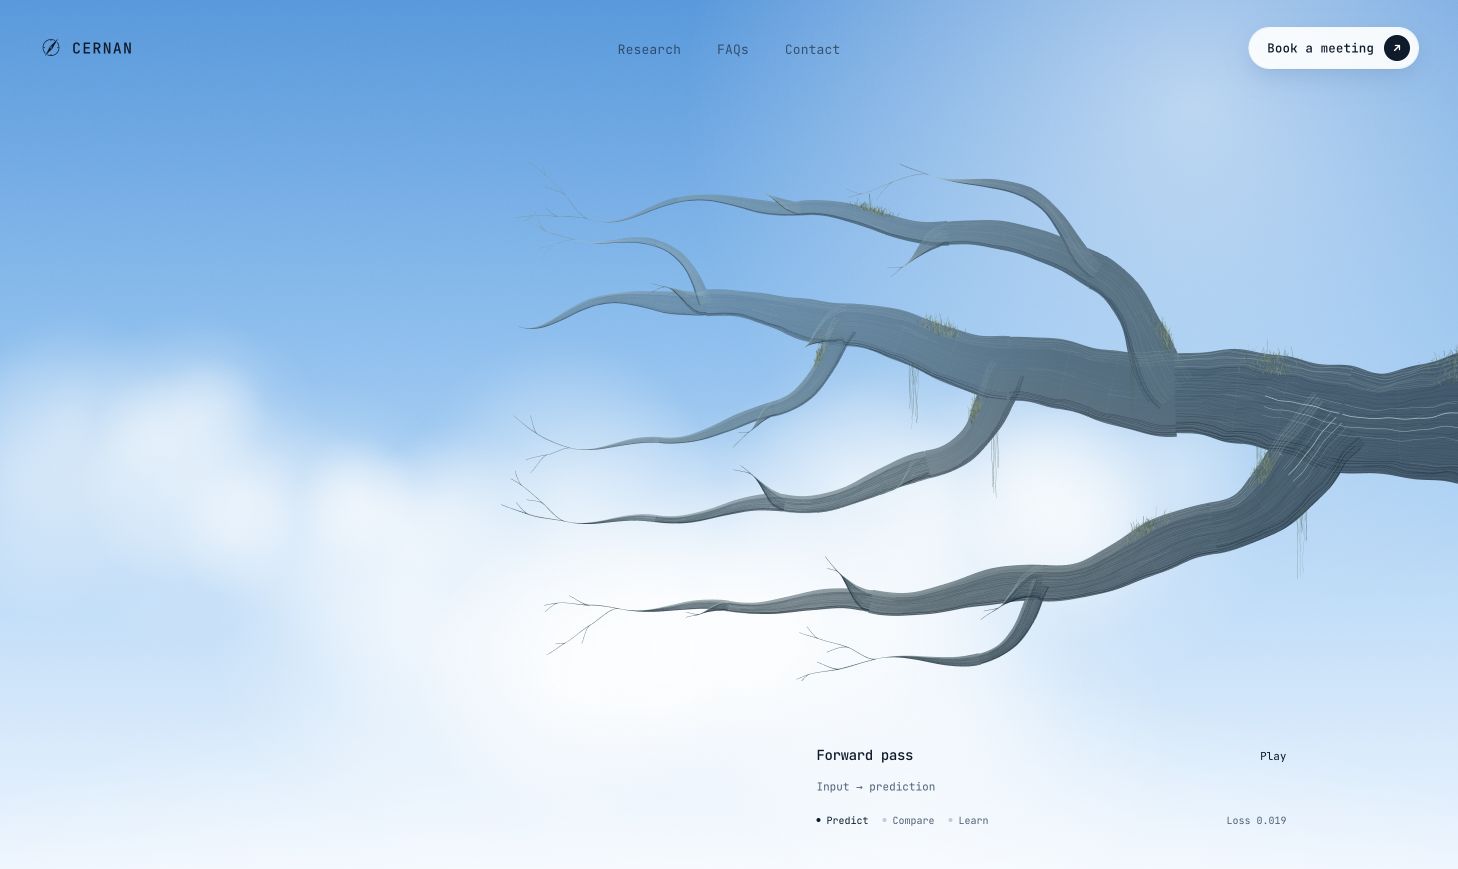 CERNAN
Research
FAQs
Contact
Book a meeting
Forward pass
Play
Input → prediction
Predict
Compare
Learn
Loss 0.019